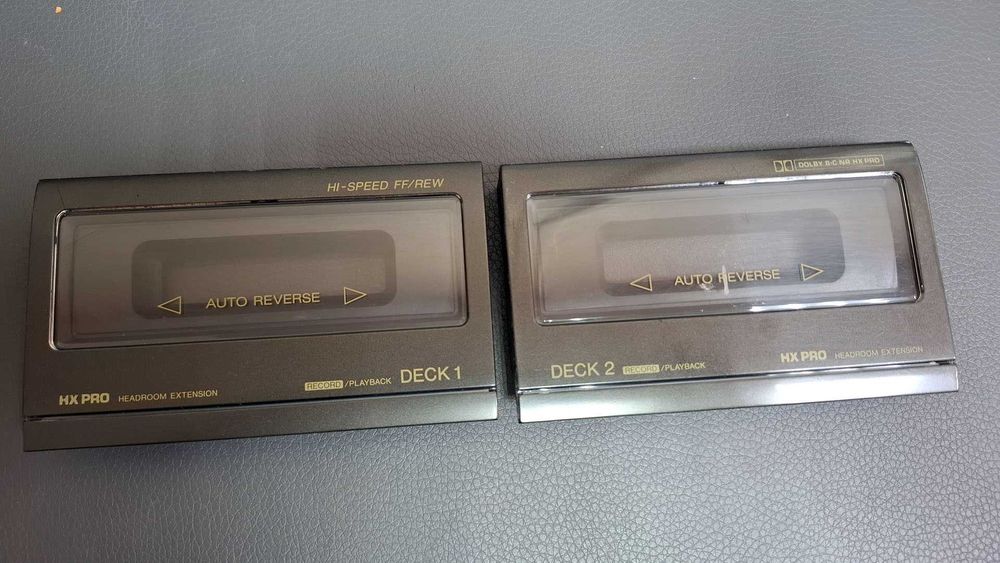 HI-SPEED FF/REW
◁ AUTO REVERSE ▷
RECORD/PLAYBACK DECK 1
HX PRO HEADROOM EXTENSION
DOLBY B-C NR HX PRO
◁ AUTO REVERSE ▷
DECK 2 RECORD/PLAYBACK
HX PRO HEADROOM EXTENSION